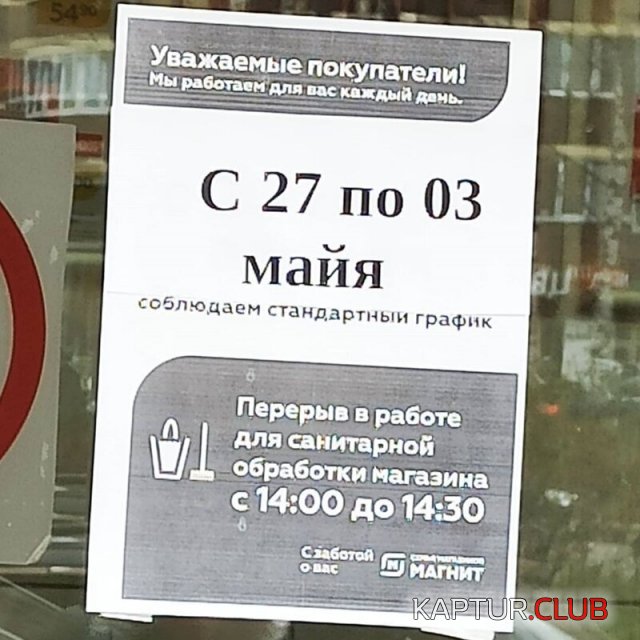 54
Уважаемые покупатели!
Мы работаем для вас каждый день.
С 27 по 03
майя
соблюдаем стандартный график
Перерыв в работе
для санитарной
обработки магазина
с 14:00 до 14:30
С заботой
о вас
МАГНИТ
KAPTUR.CLUB